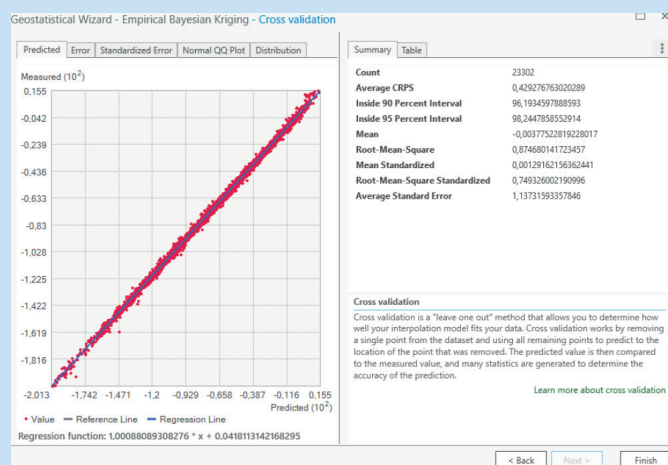 Geostatistical Wizard - Empirical Bayesian Kriging - Cross validation
Predicted Error Standardized Error Normal QQ Plot Distribution
Measured (10²)
0,155
-0,042
-0,239
-0,436
-0,633
-0,83
-1,028
-1,225
-1,422
-1,619
-1,816
-2,013 -1,742 -1,471 -1,2 -0,929 -0,658 -0,387 -0,116 0,155
Predicted (10²)
Value Reference Line Regression Line
Regression function: 1,00088089308276 * x + 0,0418113142168295
Summary Table
Count 23302
Average CRPS 0,429276763020289
Inside 90 Percent Interval 96,1934597888593
Inside 95 Percent Interval 98,2447858552914
Mean -0,00377522819228017
Root-Mean-Square 0,874680141723457
Mean Standardized 0,00129162156362441
Root-Mean-Square Standardized 0,749326002190996
Average Standard Error 1,13731593357846
Cross validation
Cross validation is a "leave one out" method that allows you to determine how
well your interpolation model fits your data. Cross validation works by removing
a single point from the dataset and using all remaining points to predict to the
location of the point that was removed. The predicted value is then compared
to the measured value, and many statistics are generated to determine the
accuracy of the prediction.
Learn more about cross validation
< Back Next > Finish